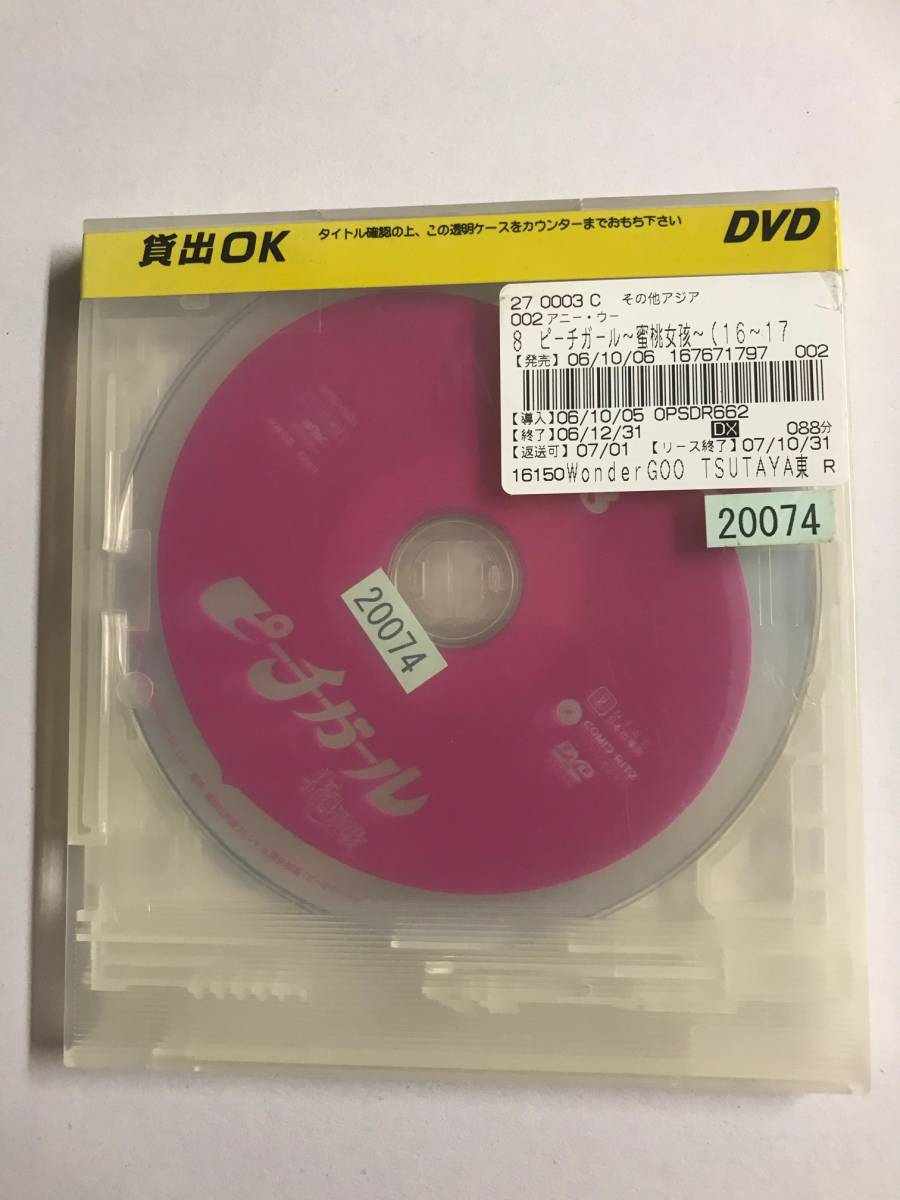 貸出OK
タイトル確認の上、この透明ケースをカウンターまでおもち下さい
DVD
27 0003 C その他アジア
002 アニー・ウー
8 ピーチガール~蜜桃女孩~(16~17
【発売】06/10/06 167671797 002
【導入】06/10/05 OPSDR662
【終了】06/12/31 DX 088分
【返送可】07/01 【リース終了】07/10/31
16150WonderGOO TSUTAYA東 R
20074
20074
ピーチガール
2
COMIC RITZ
DVD